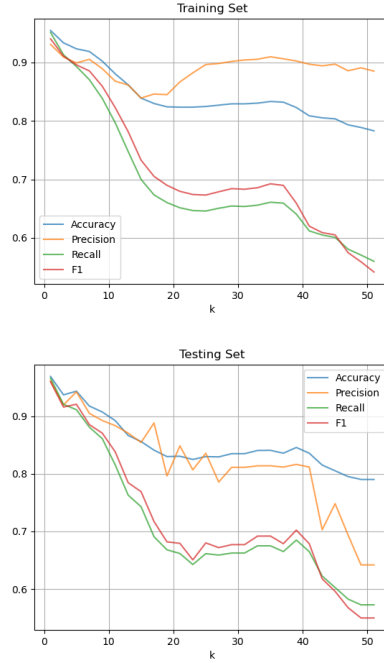 Training Set
0.9
0.8
0.7
0.6
Accuracy
Precision
Recall
F1
0
10
20
30
40
50
k
Testing Set
0.9
0.8
0.7
0.6
Accuracy
Precision
Recall
F1
0
10
20
30
40
50
k